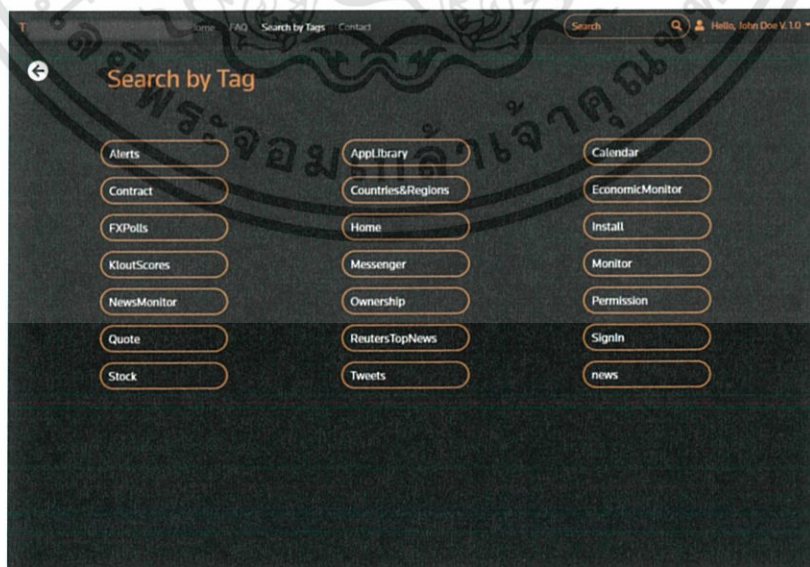 T Home FAQ Search by Tags Contact Search Hello, John Doe V. 1.0
Search by Tag
Alerts AppLibrary Calendar
Contract Countries&Regions EconomicMonitor
FXPolls Home Install
KloutScores Messenger Monitor
NewsMonitor Ownership Permission
Quote ReutersTopNews SignIn
Stock Tweets news